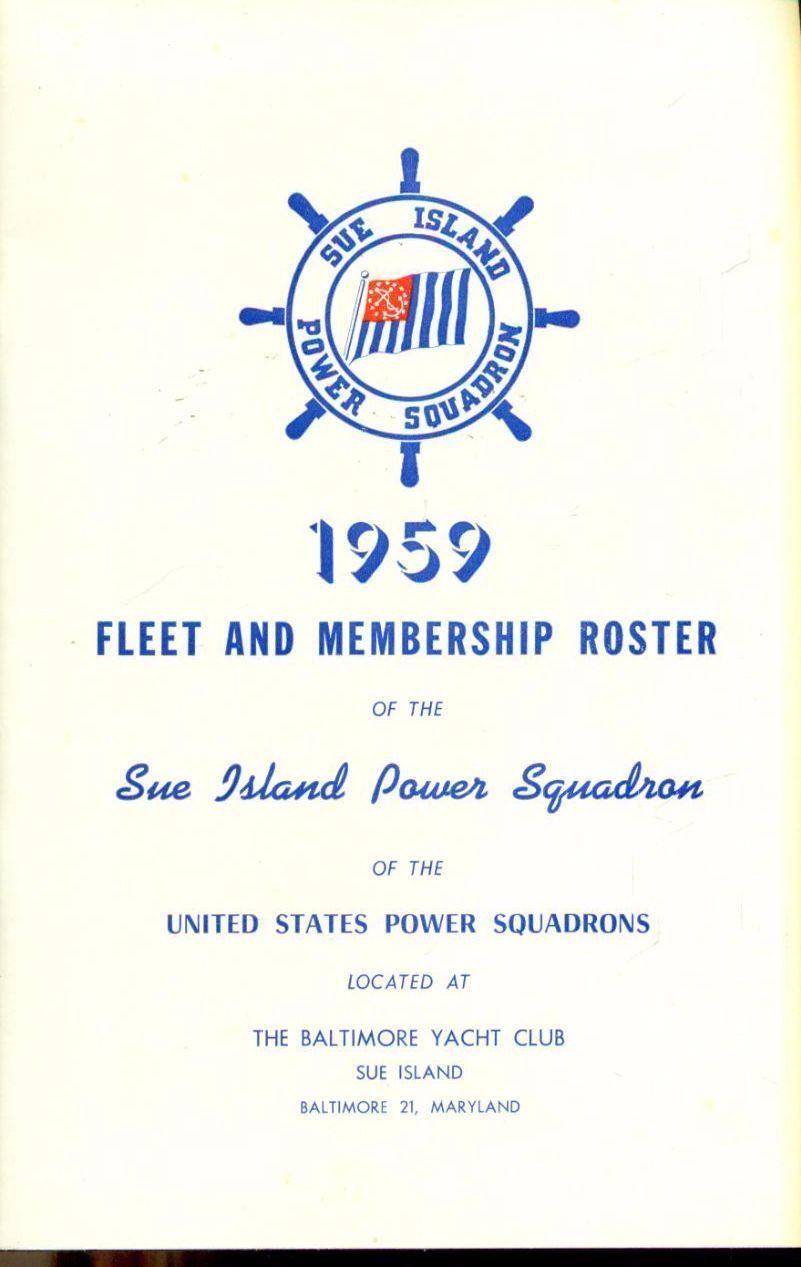 SUE ISLAND
POWER SQUADRON
1959
FLEET AND MEMBERSHIP ROSTER
OF THE
Sue Island Power Squadron
OF THE
UNITED STATES POWER SQUADRONS
LOCATED AT
THE BALTIMORE YACHT CLUB
SUE ISLAND
BALTIMORE 21, MARYLAND